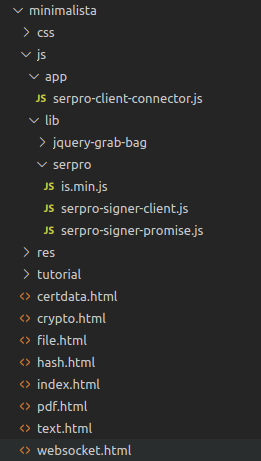 minimalista
css
js
app
JS serpro-client-connector.js
lib
jquery-grab-bag
serpro
JS is.min.js
JS serpro-signer-client.js
JS serpro-signer-promise.js
res
tutorial
<> certdata.html
<> crypto.html
<> file.html
<> hash.html
<> index.html
<> pdf.html
<> text.html
<> websocket.html